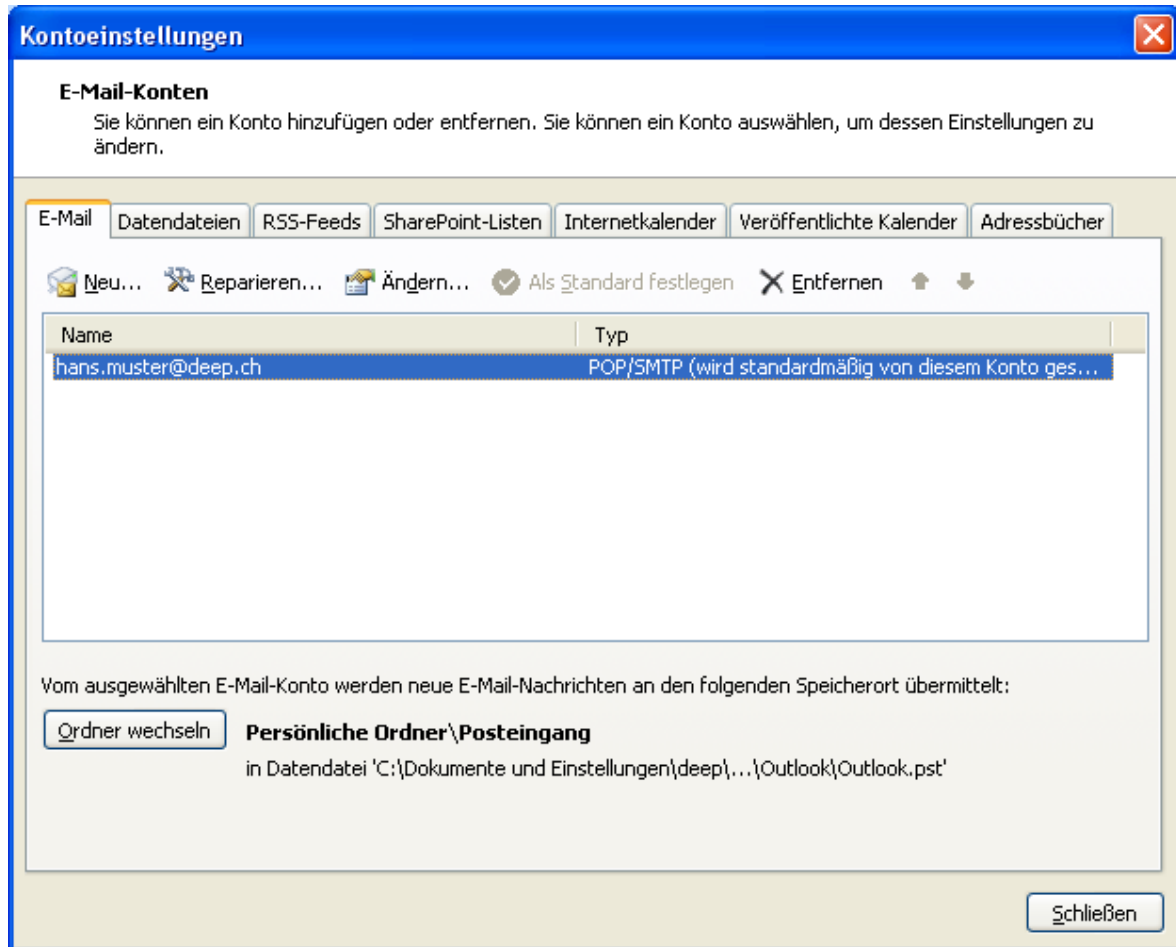 Kontoeinstellungen
E-Mail-Konten
Sie können ein Konto hinzufügen oder entfernen. Sie können ein Konto auswählen, um dessen Einstellungen zu
ändern.
E-Mail Datendateien RSS-Feeds SharePoint-Listen Internetkalender Veröffentlichte Kalender Adressbücher
Neu... Reparieren... Ändern... Als Standard festlegen Entfernen
Name Typ
hans.muster@deep.ch POP/SMTP (wird standardmäßig von diesem Konto ges...
Vom ausgewählten E-Mail-Konto werden neue E-Mail-Nachrichten an den folgenden Speicherort übermittelt:
Ordner wechseln Persönliche Ordner\Posteingang
in Datendatei 'C:\Dokumente und Einstellungen\deep\...\Outlook\Outlook.pst'
Schließen